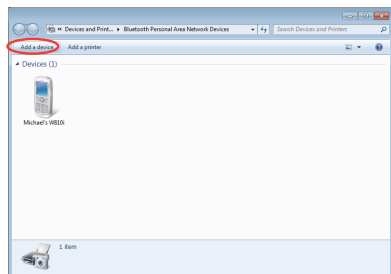 Devices and Print... Bluetooth Personal Area Network Devices Search Devices and Printers
Add a device Add a printer
Devices (1)
Michael's W810i
1 item